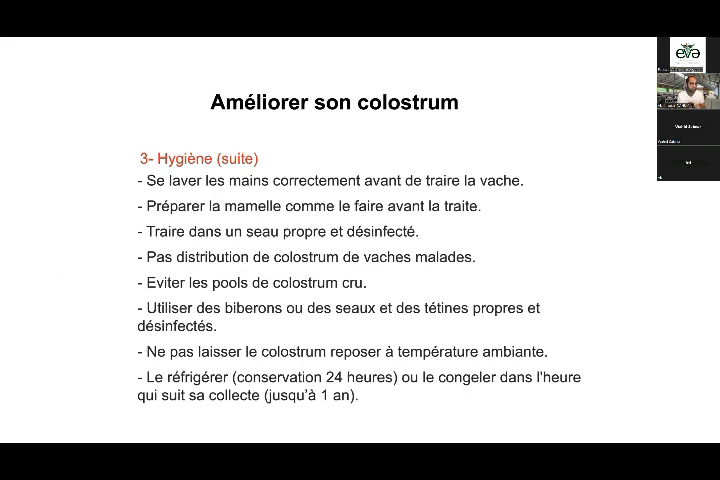 eva
Améliorer son colostrum
3- Hygiène (suite)
- Se laver les mains correctement avant de traire la vache.
- Préparer la mamelle comme le faire avant la traite.
- Traire dans un seau propre et désinfecté.
- Pas distribution de colostrum de vaches malades.
- Eviter les pools de colostrum cru.
- Utiliser des biberons ou des seaux et des tétines propres et
désinfectés.
- Ne pas laisser le colostrum reposer à température ambiante.
- Le réfrigérer (conservation 24 heures) ou le congeler dans l'heure
qui suit sa collecte (jusqu'à 1 an).